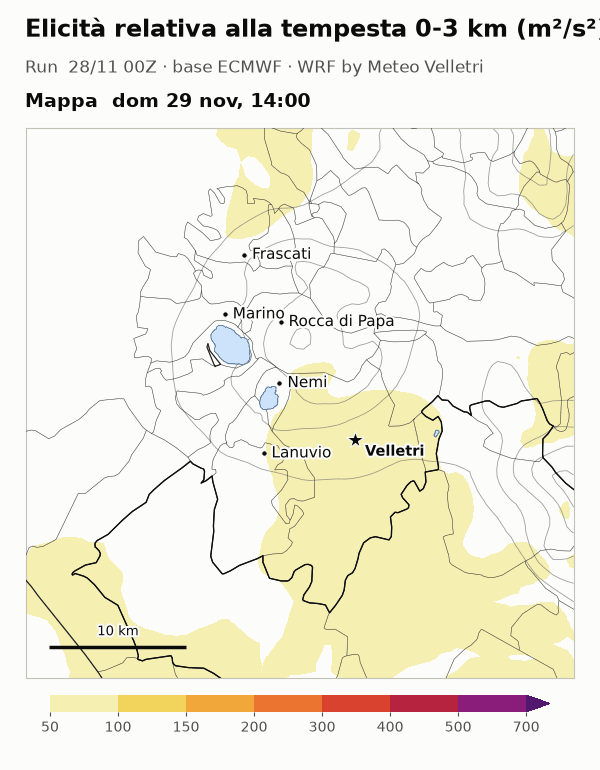 Elicità relativa alla tempesta 0-3 km (m²/s²)
Run 28/11 00Z · base ECMWF · WRF by Meteo Velletri
Mappa dom 29 nov, 14:00
Frascati
Marino
Rocca di Papa
Nemi
Velletri
Lanuvio
10 km
50 100 150 200 300 400 500 700